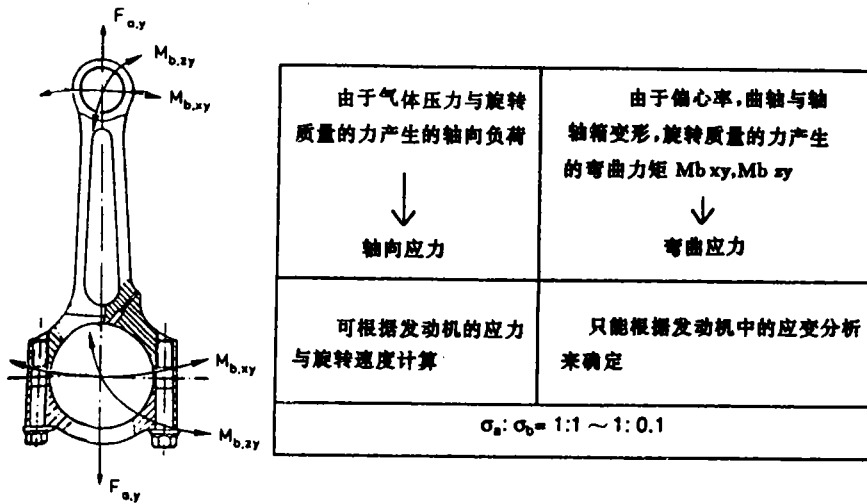 F a,y
M b,zy
M b,xy
由于气体压力与旋转
质量的力产生的轴向负荷
轴向应力
由于偏心率,曲轴与轴
轴箱变形,旋转质量的力产生
的弯曲力矩 Mb xy,Mb zy
弯曲应力
可根据发动机的应力
与旋转速度计算
只能根据发动机中的应变分析
来确定
M b,xy
M b,zy
F a,y
σa: σb= 1:1 ~ 1: 0.1